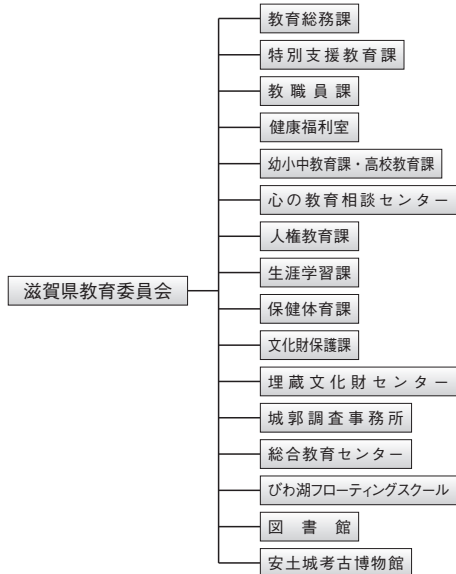 教育総務課
特別支援教育課
教職員課
健康福利室
幼小中教育課・高校教育課
心の教育相談センター
人権教育課
生涯学習課
滋賀県教育委員会
保健体育課
文化財保護課
埋蔵文化財センター
城郭調査事務所
総合教育センター
びわ湖フローティングスクール
図書館
安土城考古博物館